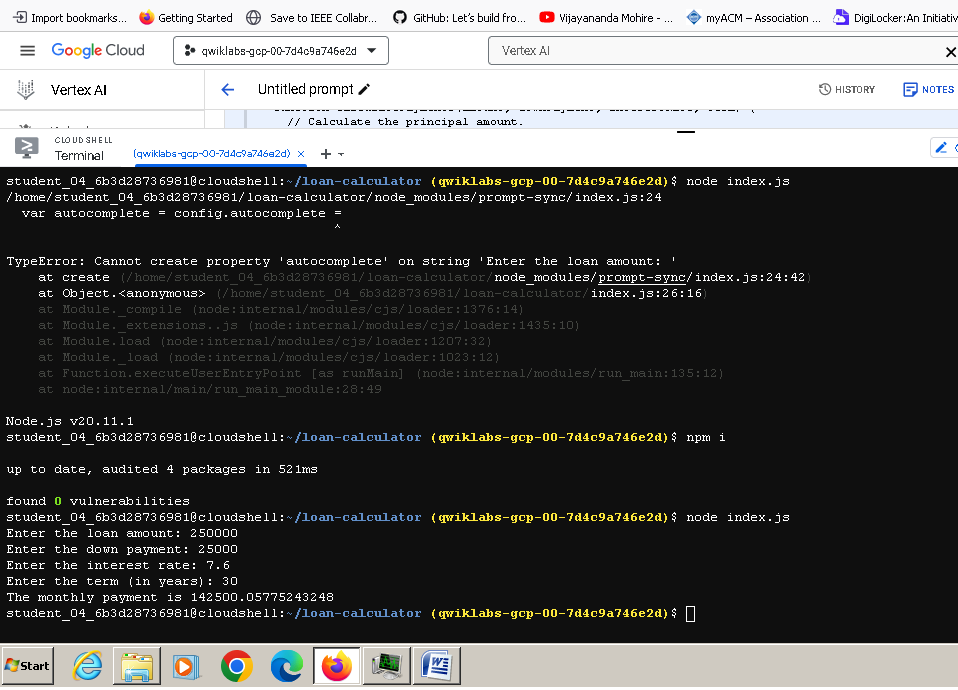 Import bookmarks... Getting Started Save to IEEE Collabr... GitHub: Let's build fro... Vijayananda Mohire - ... myACM – Association ... DigiLocker:An Initiativ
Google Cloud qwiklabs-gcp-00-7d4c9a746e2d Vertex AI
Vertex AI Untitled prompt HISTORY NOTES
// Calculate the principal amount.
CLOUD SHELL
Terminal (qwiklabs-gcp-00-7d4c9a746e2d) × +
student_04_6b3d28736981@cloudshell:~/loan-calculator (qwiklabs-gcp-00-7d4c9a746e2d)$ node index.js
/home/student_04_6b3d28736981/loan-calculator/node_modules/prompt-sync/index.js:24
var autocomplete = config.autocomplete =
^
TypeError: Cannot create property 'autocomplete' on string 'Enter the loan amount: '
at create (/home/student_04_6b3d28736981/loan-calculator/node_modules/prompt-sync/index.js:24:42)
at Object.<anonymous> (/home/student_04_6b3d28736981/loan-calculator/index.js:26:16)
at Module._compile (node:internal/modules/cjs/loader:1376:14)
at Module._extensions..js (node:internal/modules/cjs/loader:1435:10)
at Module.load (node:internal/modules/cjs/loader:1207:32)
at Module._load (node:internal/modules/cjs/loader:1023:12)
at Function.executeUserEntryPoint [as runMain] (node:internal/modules/run_main:135:12)
at node:internal/main/run_main_module:28:49
Node.js v20.11.1
student_04_6b3d28736981@cloudshell:~/loan-calculator (qwiklabs-gcp-00-7d4c9a746e2d)$ npm i
up to date, audited 4 packages in 521ms
found 0 vulnerabilities
student_04_6b3d28736981@cloudshell:~/loan-calculator (qwiklabs-gcp-00-7d4c9a746e2d)$ node index.js
Enter the loan amount: 250000
Enter the down payment: 25000
Enter the interest rate: 7.6
Enter the term (in years): 30
The monthly payment is 142500.05775243248
student_04_6b3d28736981@cloudshell:~/loan-calculator (qwiklabs-gcp-00-7d4c9a746e2d)$
Start